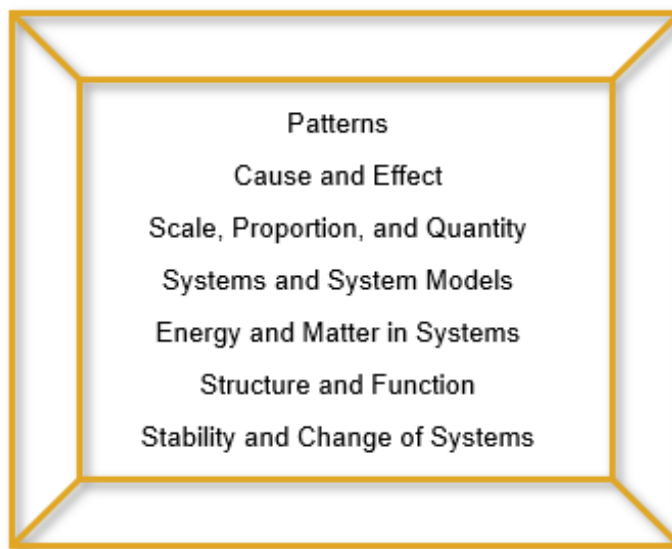 Patterns
Cause and Effect
Scale, Proportion, and Quantity
Systems and System Models
Energy and Matter in Systems
Structure and Function
Stability and Change of Systems